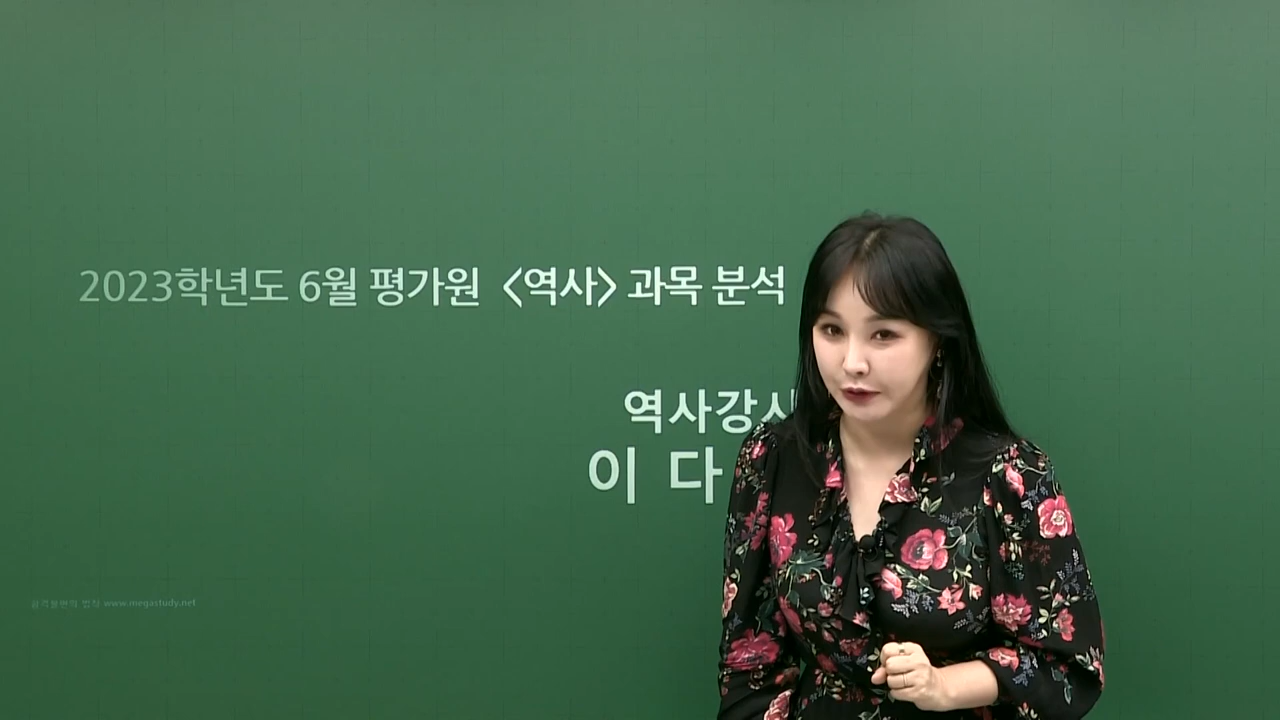 2023학년도 6월 평가원 <역사> 과목 분석
역사강사
이 다
www.megastudy.net